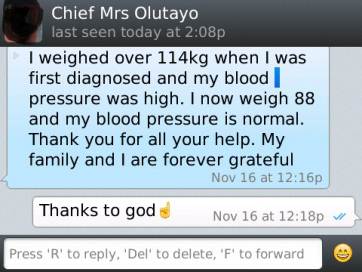 Chief Mrs Olutayo
last seen today at 2:08p
I weighed over 114kg when I was
first diagnosed and my blood
pressure was high. I now weigh 88
and my blood pressure is normal.
Thank you for all your help. My
family and I are forever grateful
Nov 16 at 12:16p
Thanks to god☝
Nov 16 at 12:18p
Press 'R' to reply, 'Del' to delete, 'F' to forward